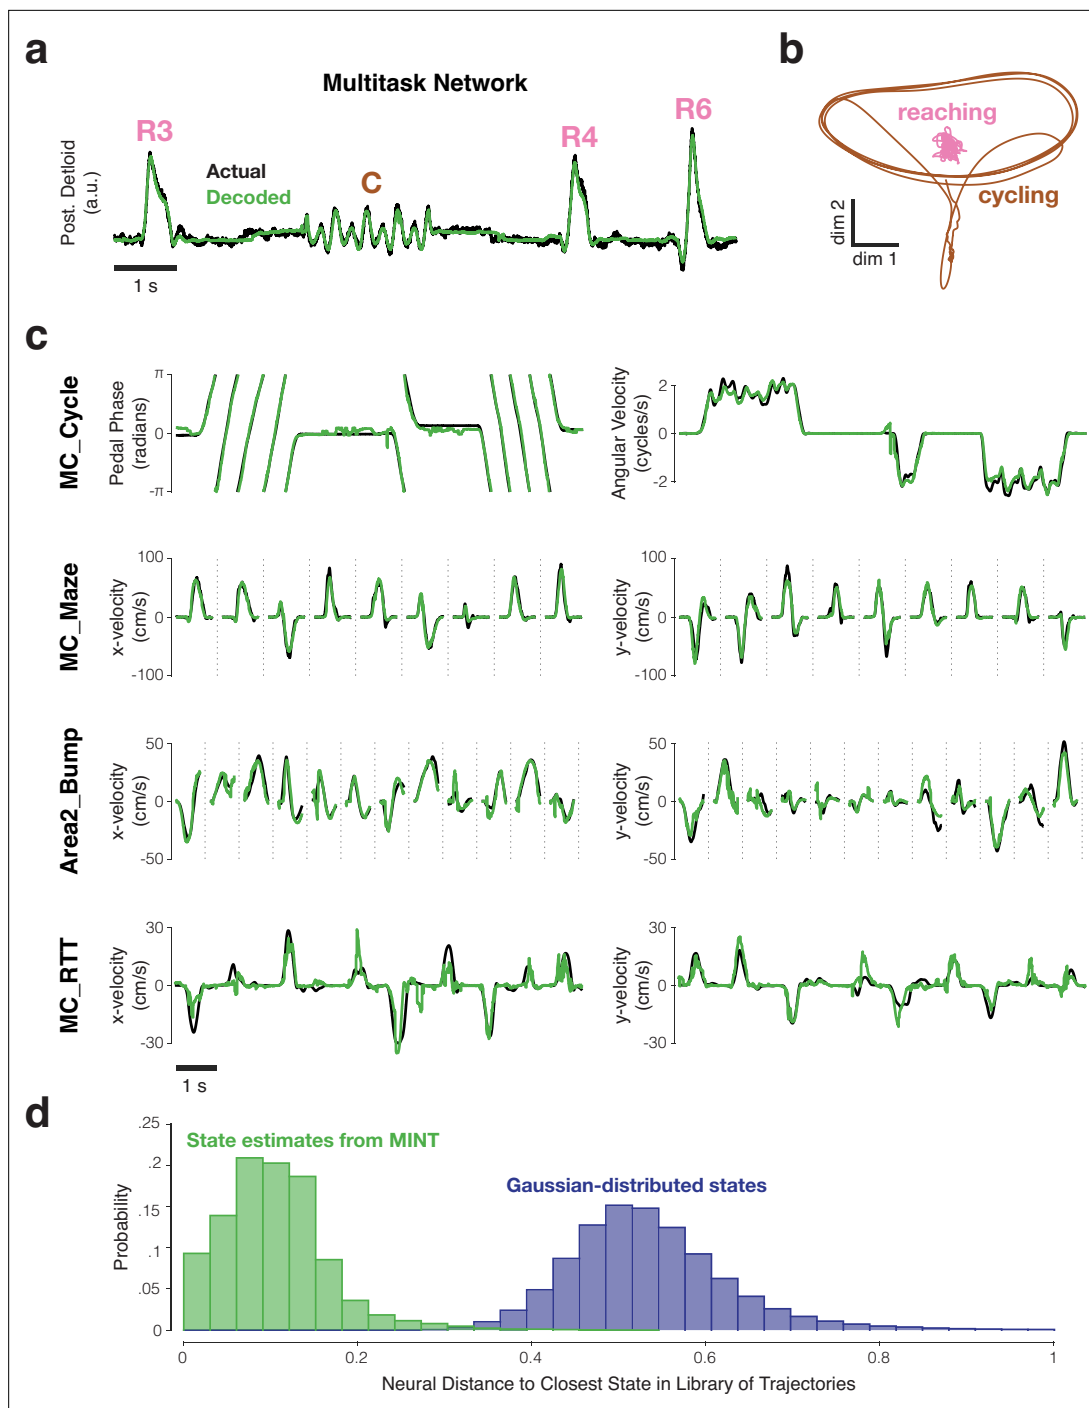 a
Multitask Network
R3
R4
R6
Actual
Decoded
C
Post. Detloid
(a.u.)
1 s
b
reaching
cycling
dim 2
dim 1
c
MC_Cycle
Pedal Phase
(radians)
π
0
-π
Angular Velocity
(cycles/s)
2
0
-2
MC_Maze
x-velocity
(cm/s)
100
0
-100
y-velocity
(cm/s)
100
0
-100
Area2_Bump
x-velocity
(cm/s)
50
0
-50
y-velocity
(cm/s)
50
0
-50
MC_RTT
x-velocity
(cm/s)
30
0
-30
y-velocity
(cm/s)
30
0
-30
1 s
d
State estimates from MINT
Gaussian-distributed states
Probability
.25
.2
.15
.1
.05
0
0 0.2 0.4 0.6 0.8 1
Neural Distance to Closest State in Library of Trajectories